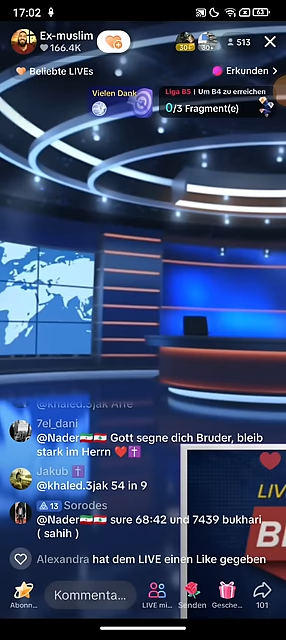 17:02
63
Ex-muslim
166.4K
30+
30+
513
Beliebte LIVEs
Erkunden >
Vielen Dank
Liga B5 | Um B4 zu erreichen
0/3 Fragment(e)
@khaled.3jak
7el_dani
@Nader🇮🇷🇱🇧 Gott segne dich Bruder, bleib
stark im Herrn ❤️✝️
Jakub ✝️
@khaled.3jak 54 in 9
13 Sorodes
@Nader🇮🇷🇱🇧 sure 68:42 und 7439 bukhari
( sahih )
Alexandra hat dem LIVE einen Like gegeben
LIV
B
Abonn...
Kommenta...
LIVE mi...
Senden
Gesche...
101